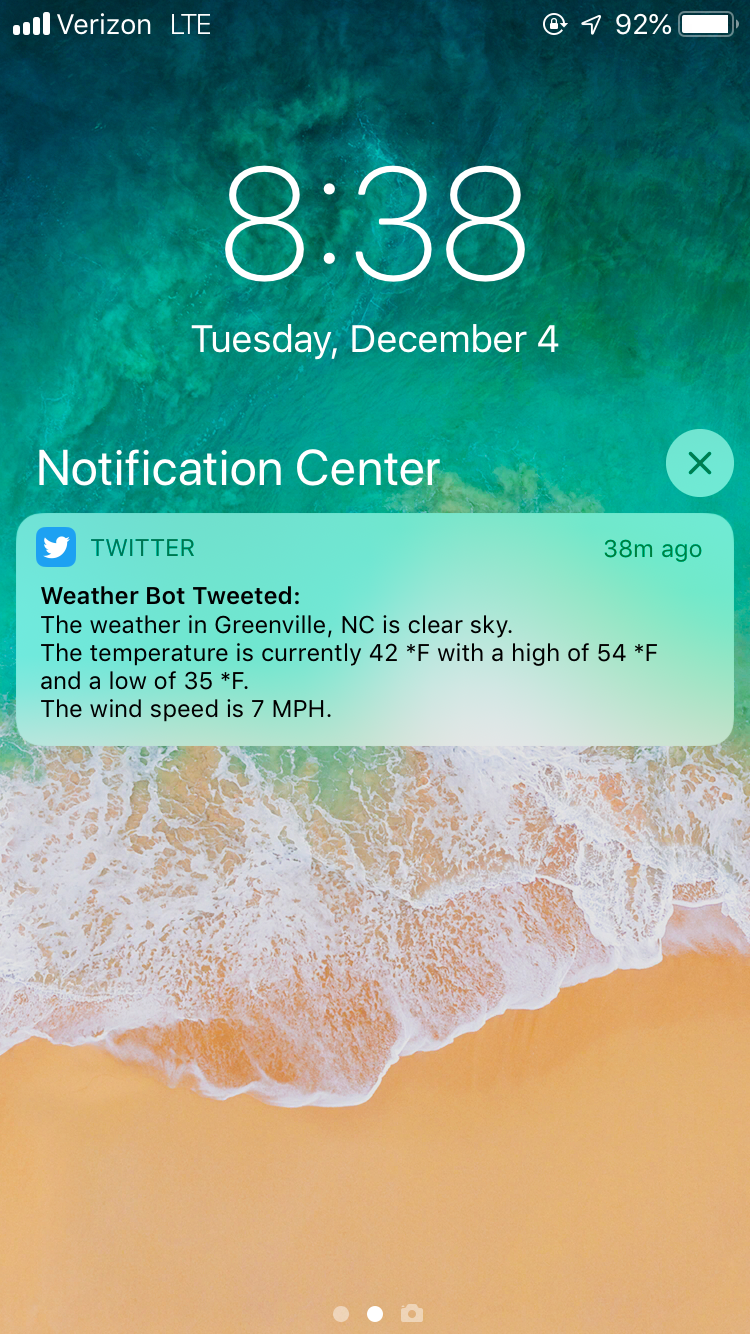 Verizon LTE 92%
8:38
Tuesday, December 4
Notification Center
TWITTER 38m ago
Weather Bot Tweeted:
The weather in Greenville, NC is clear sky.
The temperature is currently 42 *F with a high of 54 *F
and a low of 35 *F.
The wind speed is 7 MPH.